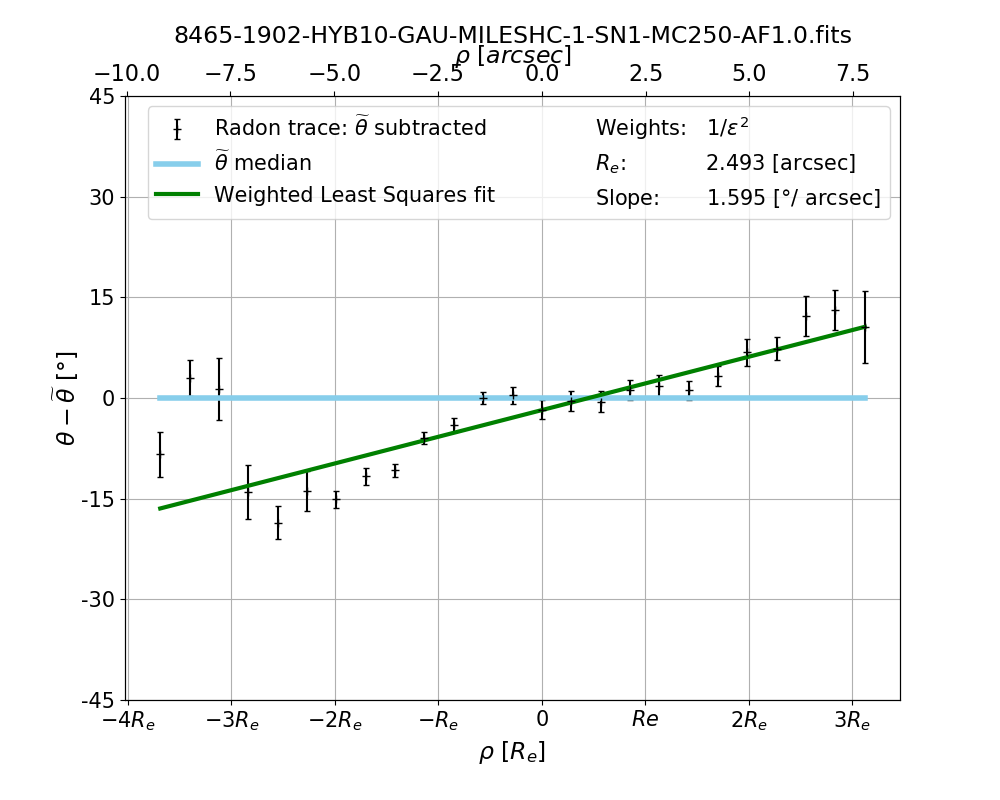 8465-1902-HYB10-GAU-MILESHC-1-SN1-MC250-AF1.0.fits
ρ [arcsec]
−10.0 −7.5 −5.0 −2.5 0.0 2.5 5.0 7.5
Radon trace: θ̃ subtracted
θ̃ median
Weighted Least Squares fit
Weights: 1/ε²
Rₑ: 2.493 [arcsec]
Slope: 1.595 [°/ arcsec]
45
30
15
0
-15
-30
-45
θ − θ̃ [°]
−4Rₑ −3Rₑ −2Rₑ −Rₑ 0 Re 2Rₑ 3Rₑ
ρ [Rₑ]